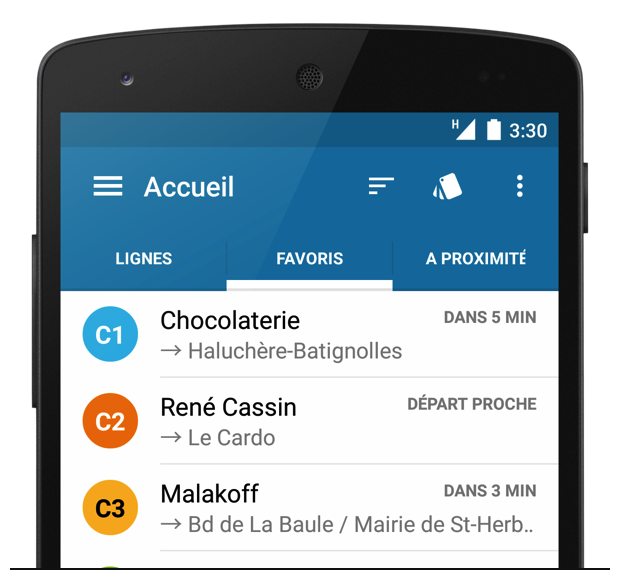 H 3:30
Accueil
LIGNES FAVORIS A PROXIMITÉ
C1 Chocolaterie DANS 5 MIN
→ Haluchère-Batignolles
C2 René Cassin DÉPART PROCHE
→ Le Cardo
C3 Malakoff DANS 3 MIN
→ Bd de La Baule / Mairie de St-Herb..